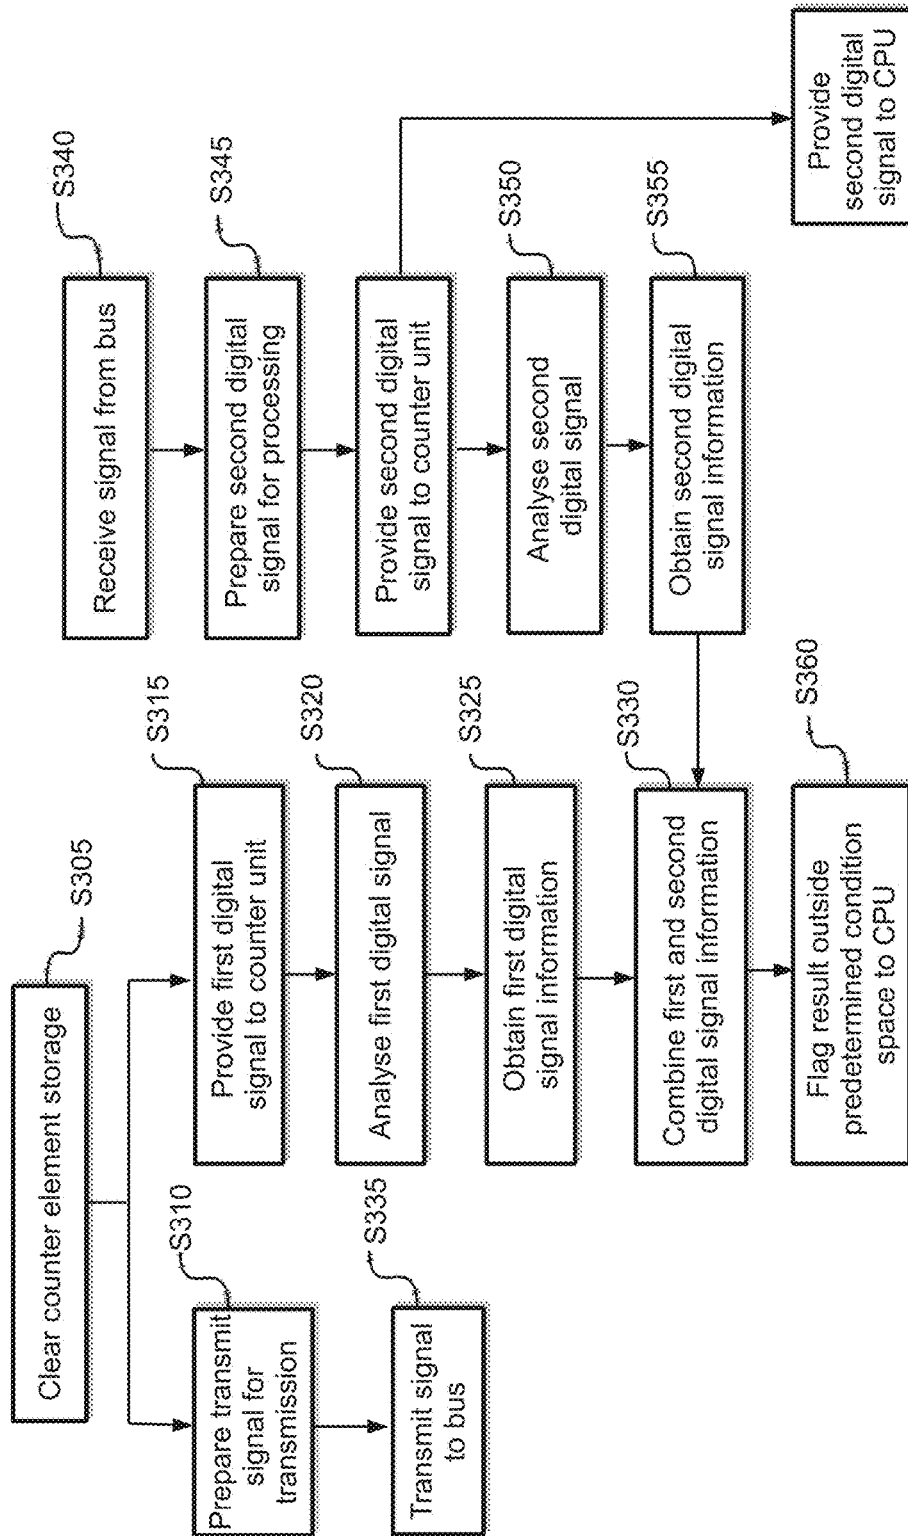 Clear counter element storage
S305
Prepare transmit
signal for
transmission
S310
Transmit signal
to bus
S335
Provide first digital
signal to counter unit
S315
Analyse first digital signal
S320
Obtain first digital
signal information
S325
Combine first and second
digital signal information
S330
Flag result outside
predetermined condition
space to CPU
S360
Receive signal from bus
S340
Prepare second digital
signal for processing
S345
Provide second digital
signal to counter unit
Analyse second
digital signal
S350
Obtain second digital
signal information
S355
Provide
second digital
signal to CPU